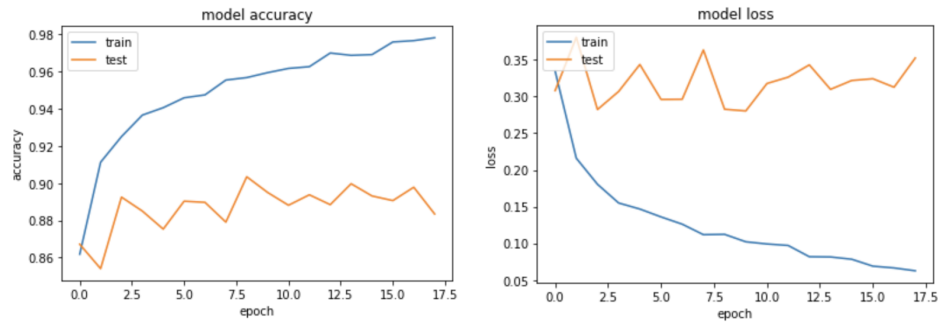 model accuracy
train
test
accuracy
0.98
0.96
0.94
0.92
0.90
0.88
0.86
0.0 2.5 5.0 7.5 10.0 12.5 15.0 17.5
epoch
model loss
train
test
loss
0.35
0.30
0.25
0.20
0.15
0.10
0.05
0.0 2.5 5.0 7.5 10.0 12.5 15.0 17.5
epoch